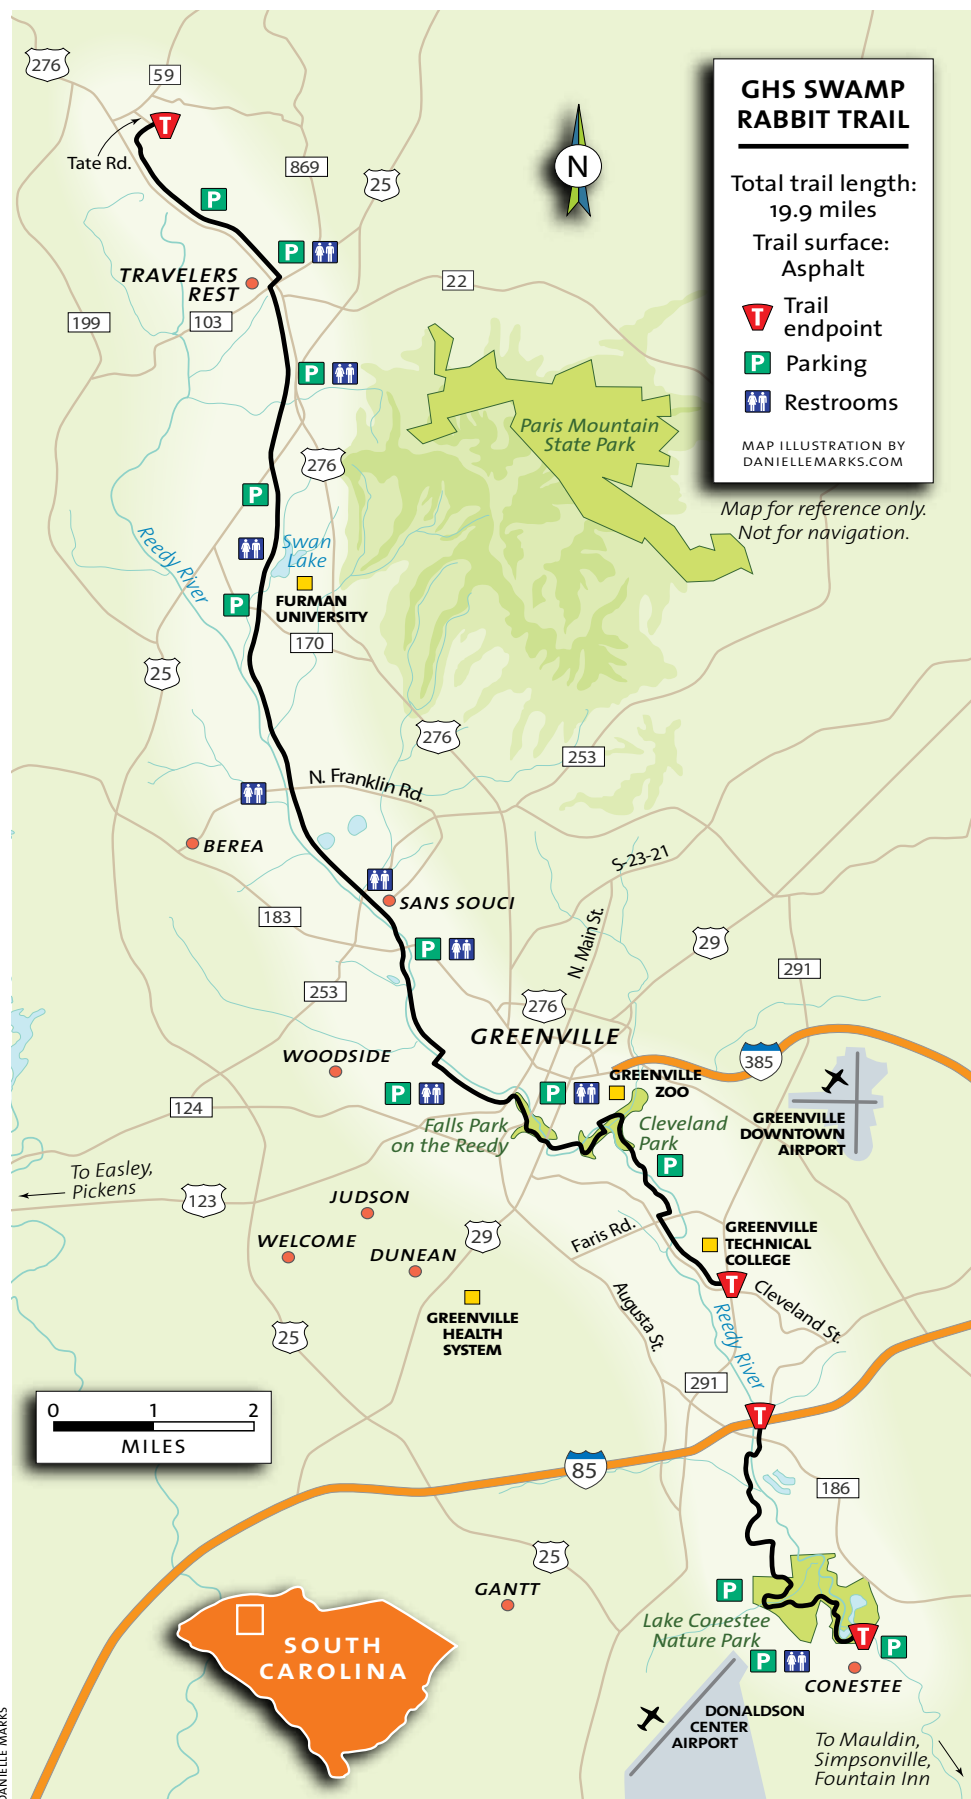 276
59
T
Tate Rd.
P
869
25
N
P
TRAVELERS
REST
22
199
103
P
GHS SWAMP
RABBIT TRAIL
Total trail length:
19.9 miles
Trail surface:
Asphalt
T
Trail
endpoint
P
Parking
Restrooms
MAP ILLUSTRATION BY
DANIELLEMARKS.COM
Map for reference only.
Not for navigation.
Paris Mountain
State Park
276
P
Reedy River
Swan
Lake
FURMAN
UNIVERSITY
P
170
25
276
253
N. Franklin Rd.
BEREA
S-23-21
SANS SOUCI
183
N. Main St.
29
P
291
253
276
GREENVILLE
WOODSIDE
385
GREENVILLE
ZOO
P
P
124
Falls Park
on the Reedy
Cleveland
Park
GREENVILLE
DOWNTOWN
AIRPORT
P
To Easley,
Pickens
123
JUDSON
29
Faris Rd.
GREENVILLE
TECHNICAL
COLLEGE
WELCOME
DUNEAN
T
Cleveland St.
GREENVILLE
HEALTH
SYSTEM
25
Augusta St.
Reedy River
291
0 1 2
MILES
T
85
186
25
GANTT
P
Lake Conestee
Nature Park
T
P
P
CONESTEE
SOUTH
CAROLINA
DONALDSON
CENTER
AIRPORT
To Mauldin,
Simpsonville,
Fountain Inn
DANIELLE MARKS